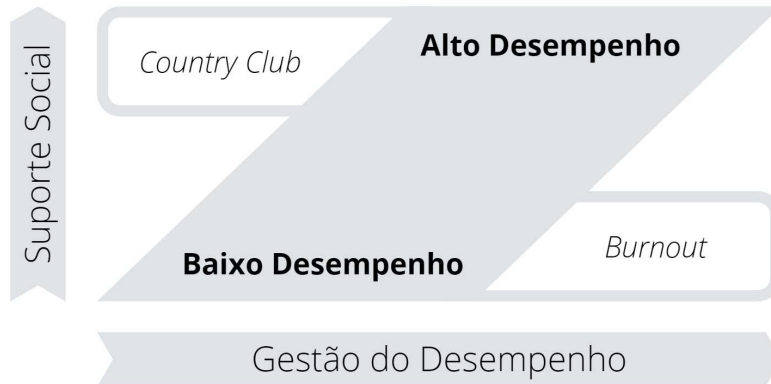 Suporte Social
Country Club
Alto Desempenho
Baixo Desempenho
Burnout
Gestão do Desempenho